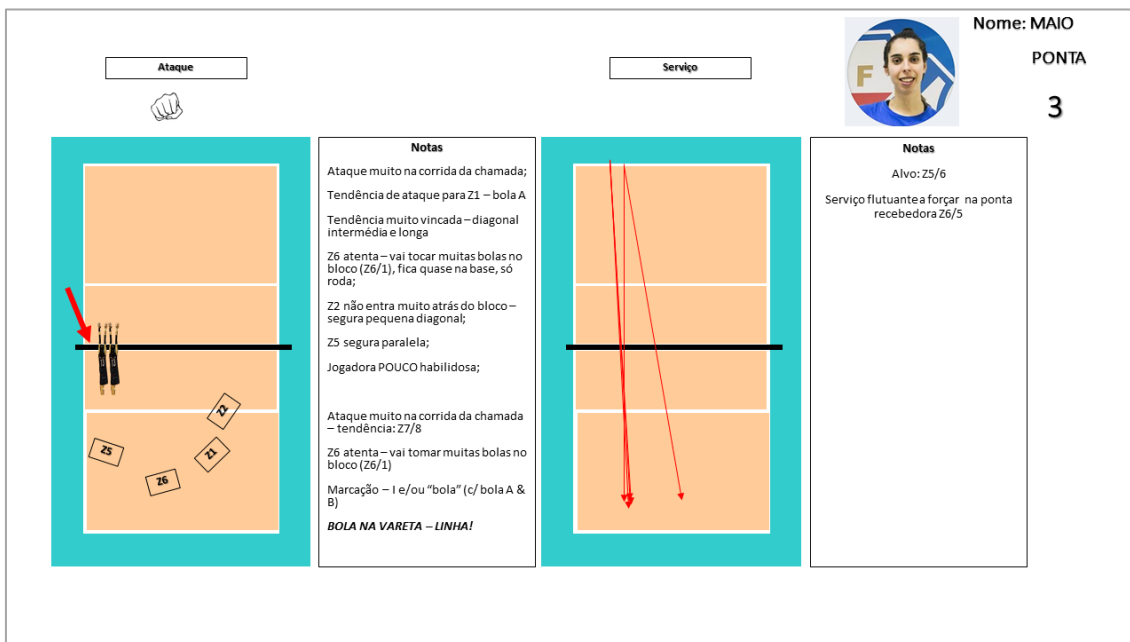 Nome: MAIO
PONTA
3
Ataque
Serviço
F
Notas
Ataque muito na corrida da chamada;
Tendência de ataque para Z1 – bola A
Tendência muito vincada – diagonal
intermédia e longa
Z6 atenta – vai tocar muitas bolas no
bloco (Z6/1), fica quase na base, só
roda;
Z2 não entra muito atrás do bloco –
segura pequena diagonal;
Z5 segura paralela;
Jogadora POUCO habilidosa;
Ataque muito na corrida da chamada
– tendência: Z7/8
Z6 atenta – vai tomar muitas bolas no
bloco (Z6/1)
Marcação – I e/ou “bola” (c/ bola A &
B)
BOLA NA VARETA – LINHA!
Z2
Z5
Z1
Z6
Notas
Alvo: Z5/6
Serviço flutuante a forçar na ponta
recebedora Z6/5